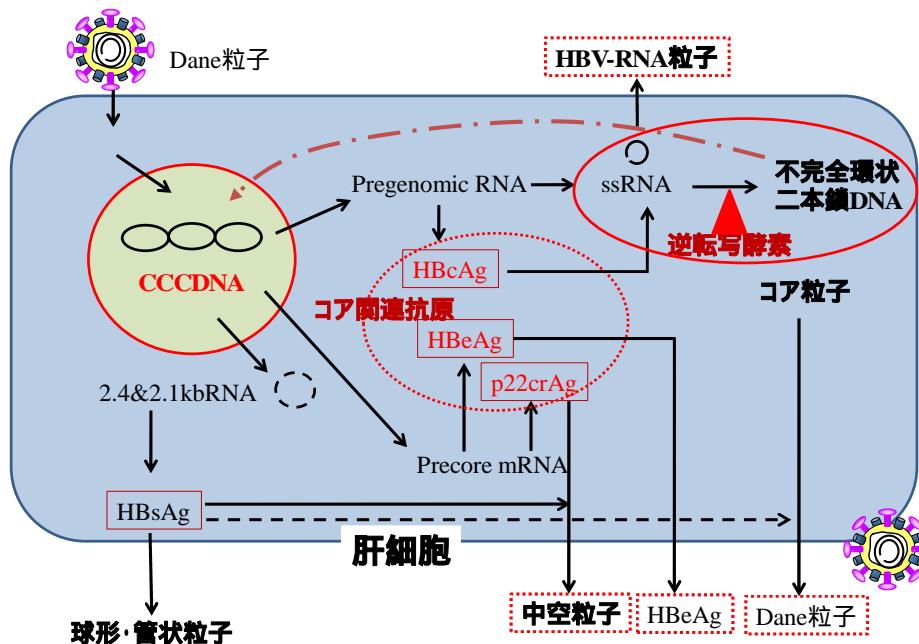 Dane粒子
HBV-RNA粒子
Pregenomic RNA
ssRNA
不完全環状
二本鎖DNA
逆転写酵素
CCCDNA
HBcAg
コア関連抗原
コア粒子
HBeAg
p22crAg
2.4&2.1kbRNA
Precore mRNA
HBsAg
肝細胞
球形･管状粒子
中空粒子
HBeAg
Dane粒子